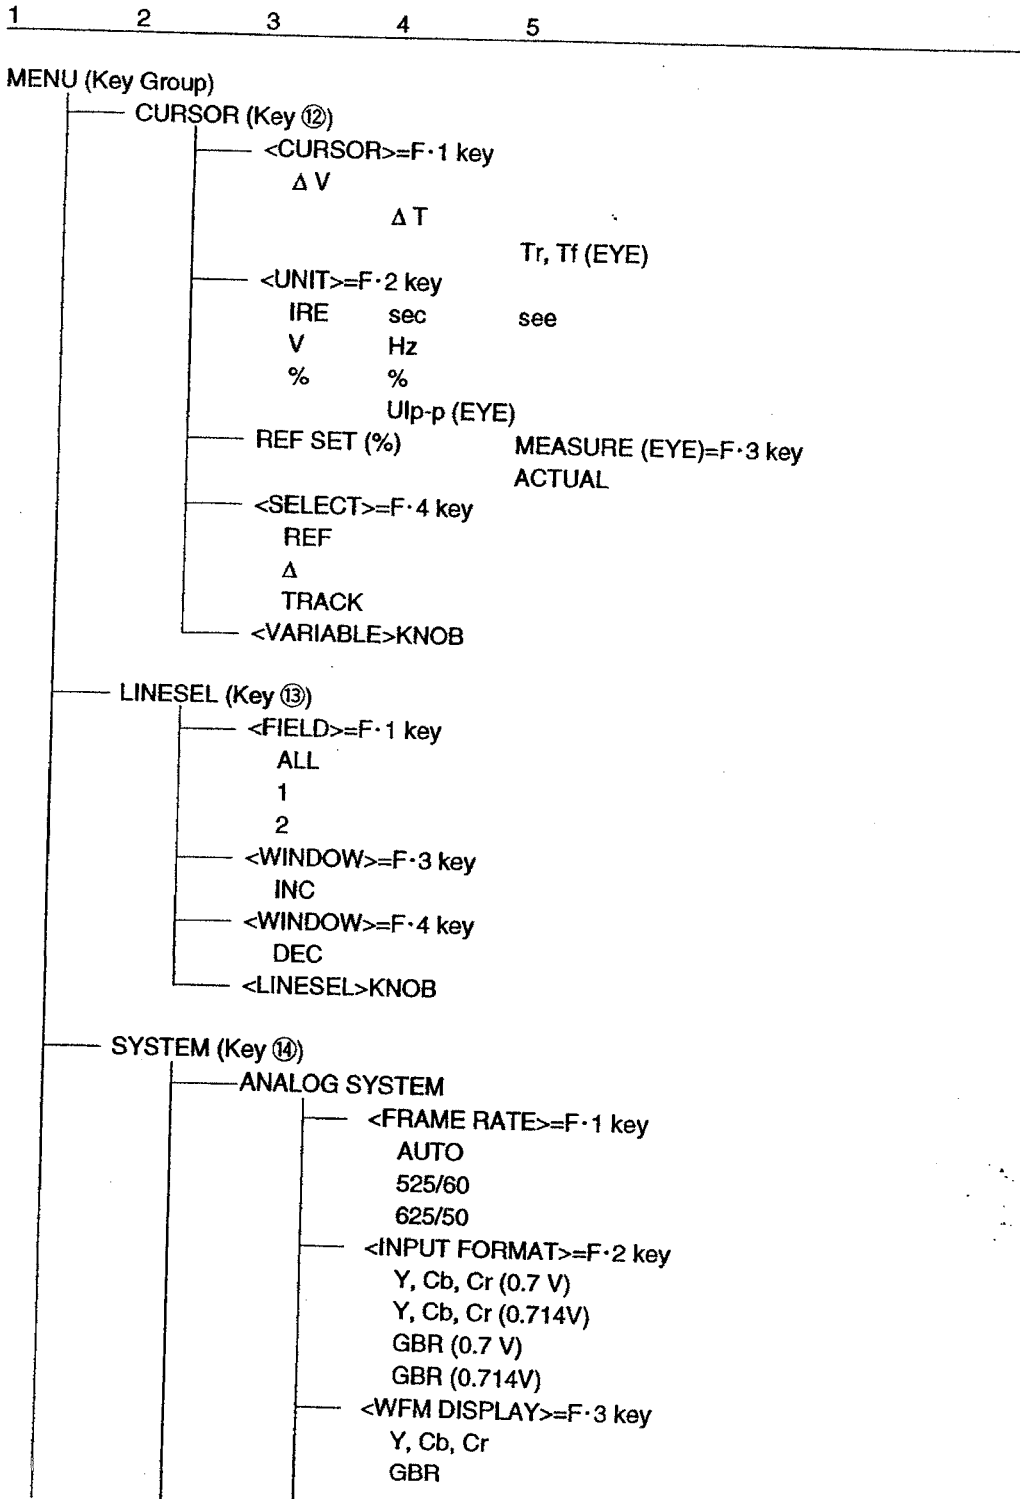 1 2 3 4 5
MENU (Key Group)
CURSOR (Key ⑫)
<CURSOR>=F·1 key
Δ V
Δ T
Tr, Tf (EYE)
<UNIT>=F·2 key
IRE sec see
V Hz
% %
UIp-p (EYE)
REF SET (%) MEASURE (EYE)=F·3 key
ACTUAL
<SELECT>=F·4 key
REF
Δ
TRACK
<VARIABLE>KNOB
LINESEL (Key ⑬)
<FIELD>=F·1 key
ALL
1
2
<WINDOW>=F·3 key
INC
<WINDOW>=F·4 key
DEC
<LINESEL>KNOB
SYSTEM (Key ⑭)
ANALOG SYSTEM
<FRAME RATE>=F·1 key
AUTO
525/60
625/50
<INPUT FORMAT>=F·2 key
Y, Cb, Cr (0.7 V)
Y, Cb, Cr (0.714V)
GBR (0.7 V)
GBR (0.714V)
<WFM DISPLAY>=F·3 key
Y, Cb, Cr
GBR